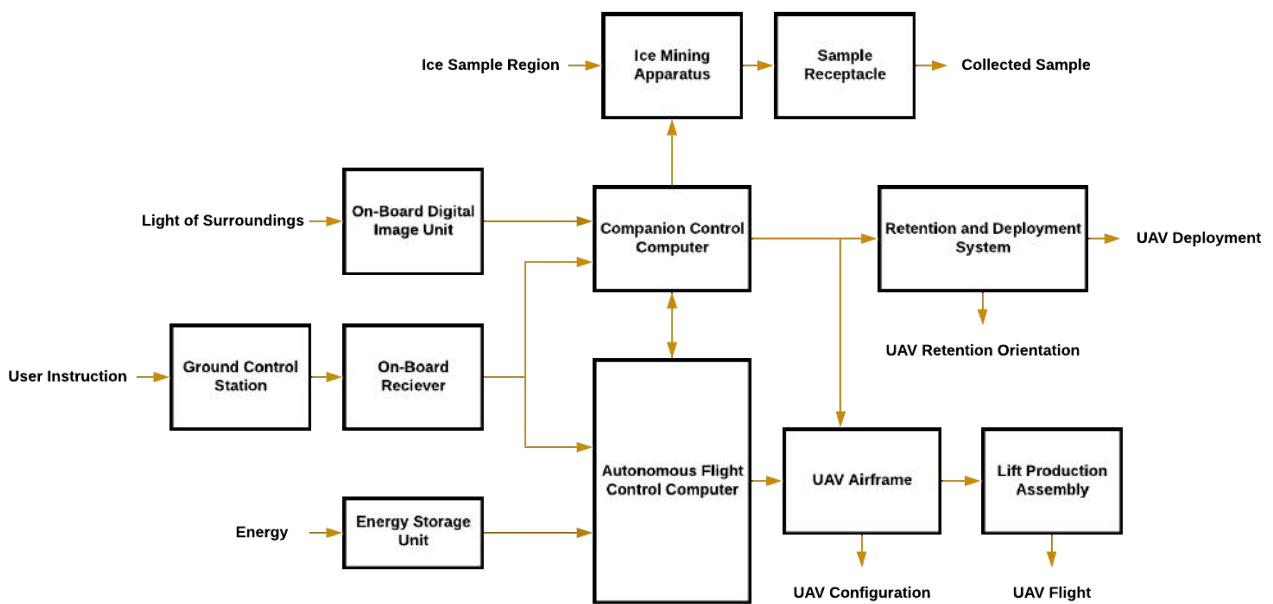 Ice Sample Region
Ice Mining
Apparatus
Sample
Receptacle
Collected Sample
Light of Surroundings
On-Board Digital
Image Unit
Companion Control
Computer
Retention and Deployment
System
UAV Deployment
UAV Retention Orientation
User Instruction
Ground Control
Station
On-Board
Reciever
Autonomous Flight
Control Computer
UAV Airframe
Lift Production
Assembly
Energy
Energy Storage
Unit
UAV Configuration
UAV Flight